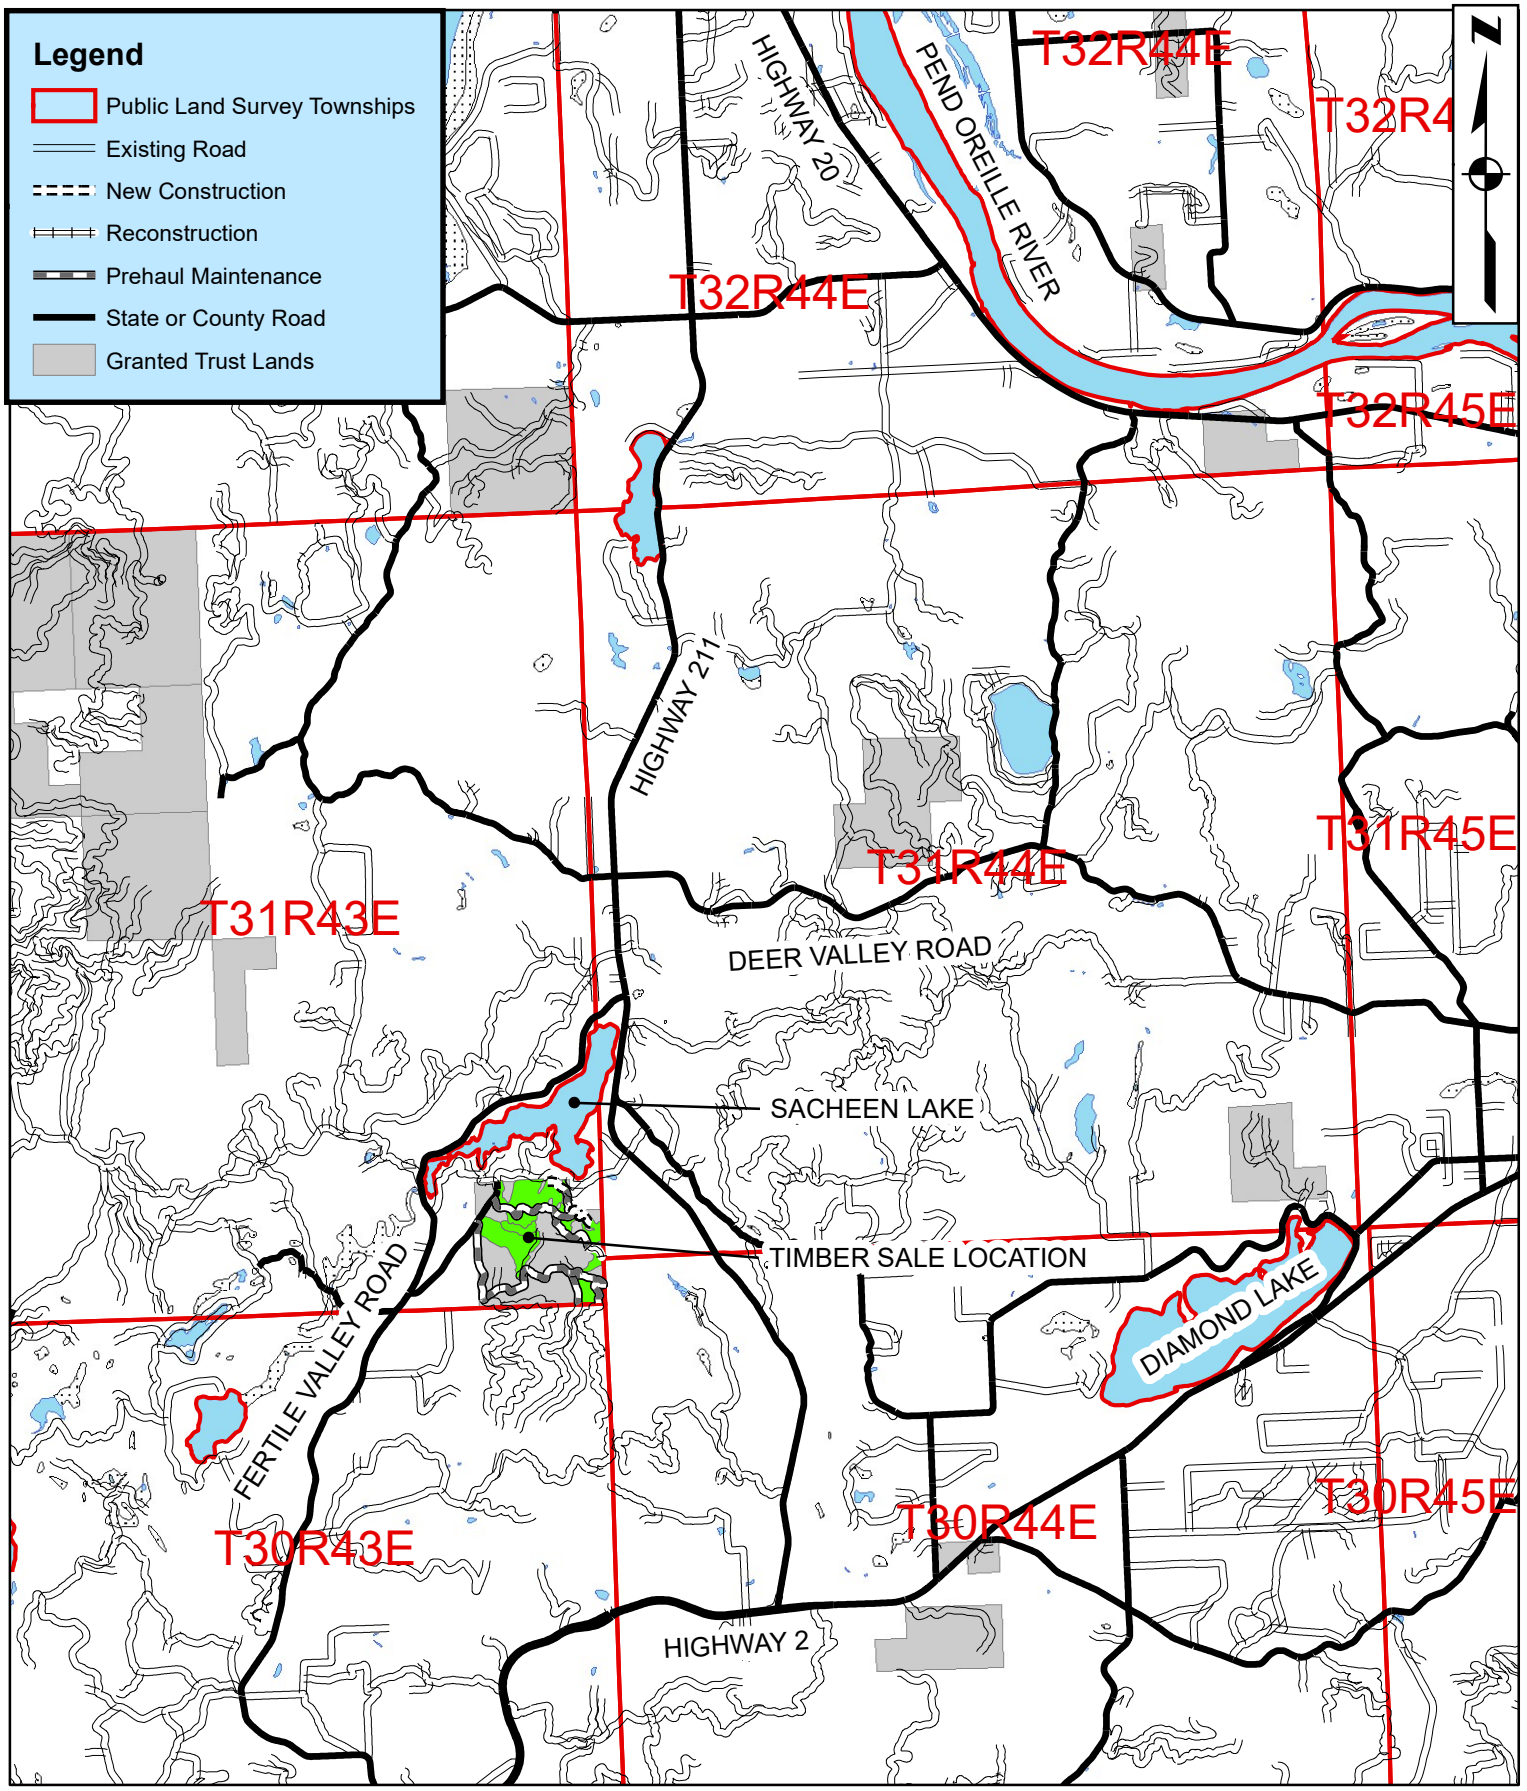 Legend
Public Land Survey Townships
Existing Road
New Construction
Reconstruction
Prehaul Maintenance
State or County Road
Granted Trust Lands
N
T32R44E
HIGHWAY 20
PEND OREILLE RIVER
T32R4
T32R44E
T32R45E
HIGHWAY 211
T31R45E
T31R44E
T31R43E
DEER VALLEY ROAD
SACHEEN LAKE
TIMBER SALE LOCATION
DIAMOND LAKE
FERTILE VALLEY ROAD
T30R45E
T30R44E
T30R43E
HIGHWAY 2